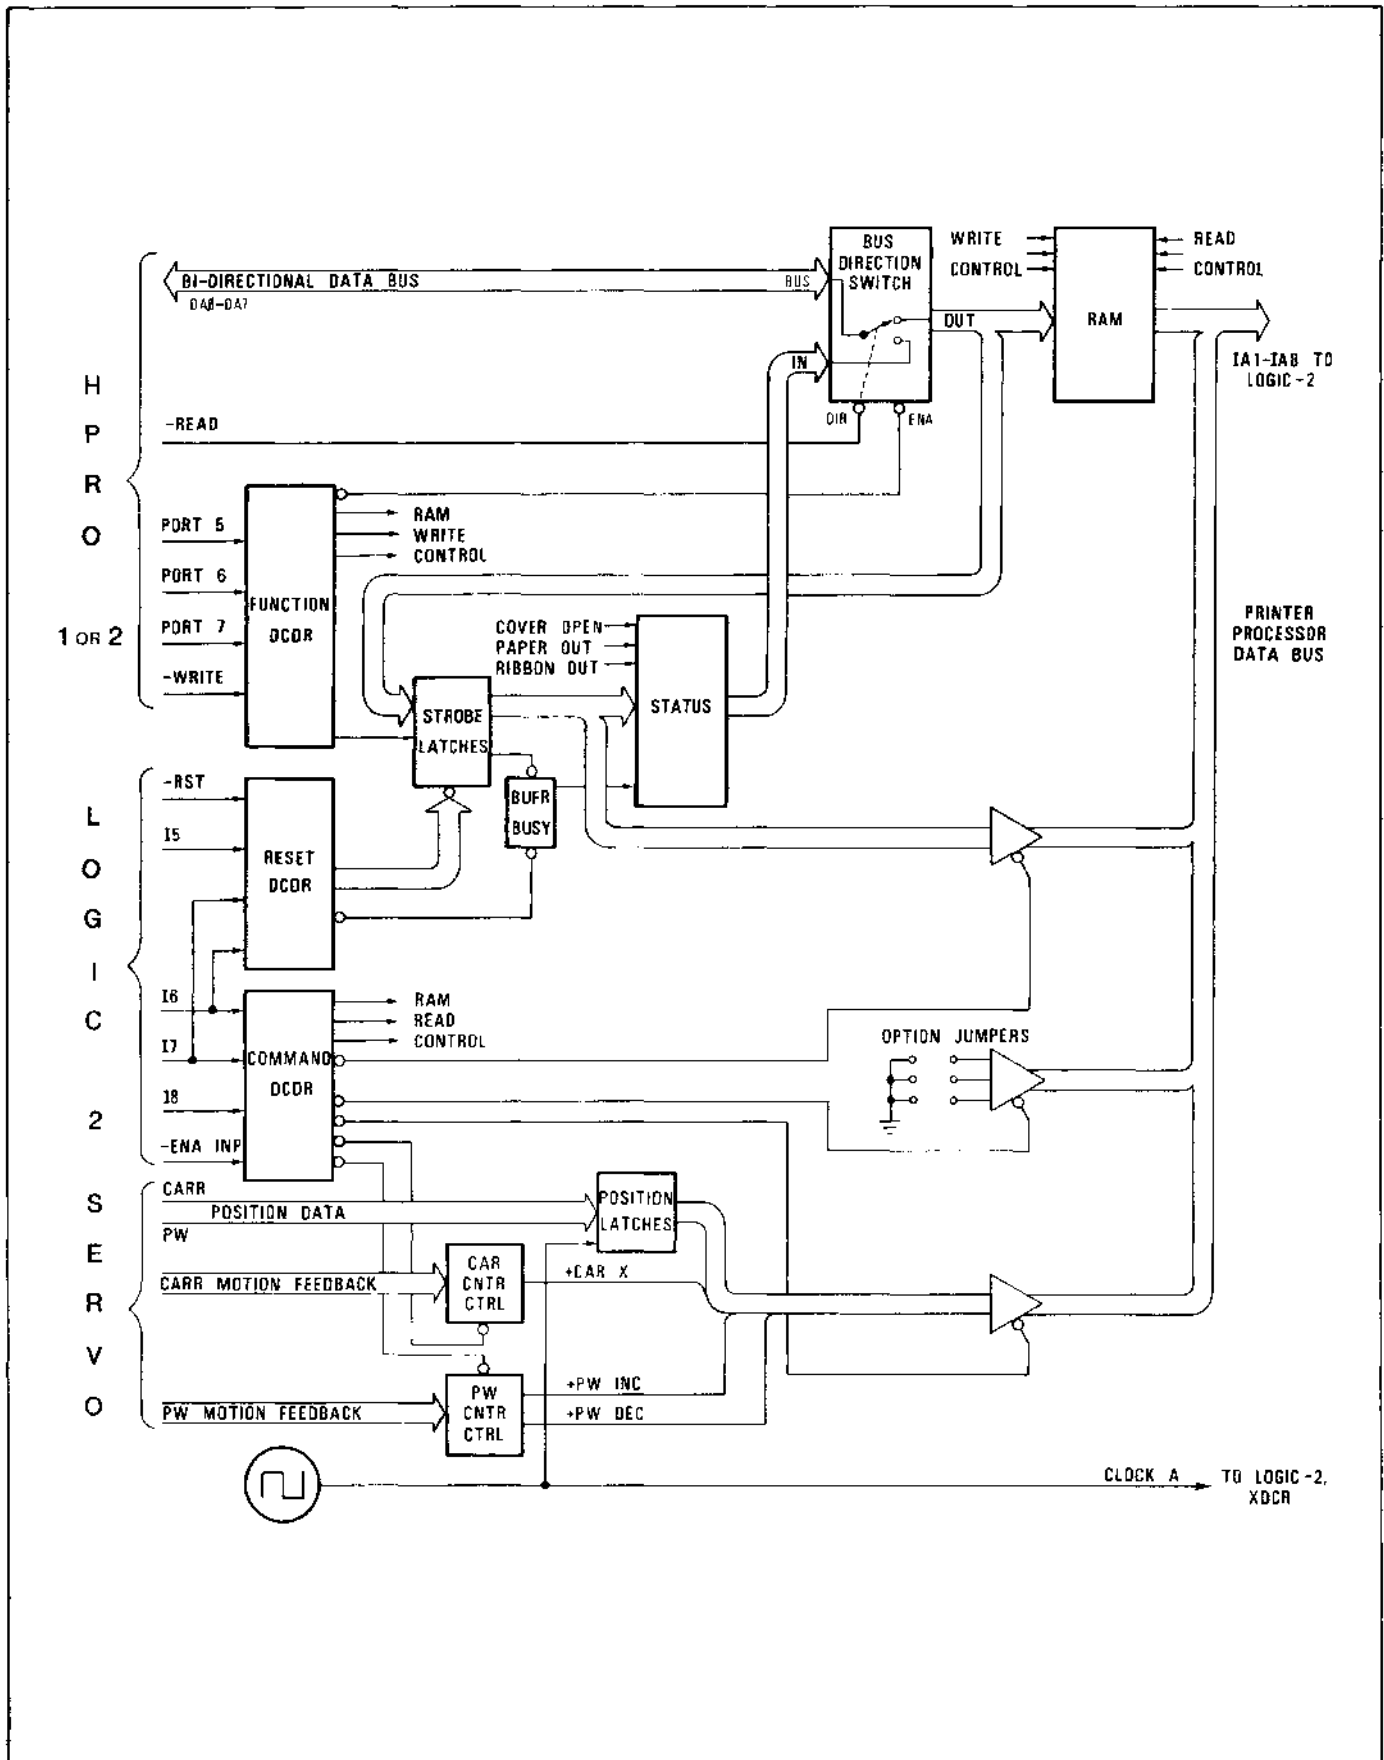 HPRO
1 OR 2
LOGIC 2
SERVO
BI-DIRECTIONAL DATA BUS
DA0-DA7
BUS
BUS
DIRECTION
SWITCH
OUT
IN
DIR
ENA
WRITE
CONTROL
RAM
READ
CONTROL
IA1-IA8 TO
LOGIC-2
-READ
PORT 5
PORT 6
PORT 7
-WRITE
FUNCTION
DCDR
RAM
WRITE
CONTROL
COVER OPEN
PAPER OUT
RIBBON OUT
STATUS
STROBE
LATCHES
BUFR
BUSY
PRINTER
PROCESSOR
DATA BUS
-RST
I5
RESET
DCDR
I6
I7
I8
-ENA INP
COMMAND
DCDR
RAM
READ
CONTROL
OPTION JUMPERS
CARR
POSITION DATA
PW
POSITION
LATCHES
CARR MOTION FEEDBACK
CAR
CNTR
CTRL
+CAR X
PW MOTION FEEDBACK
PW
CNTR
CTRL
+PW INC
+PW DEC
CLOCK A
TO LOGIC-2,
XDCR